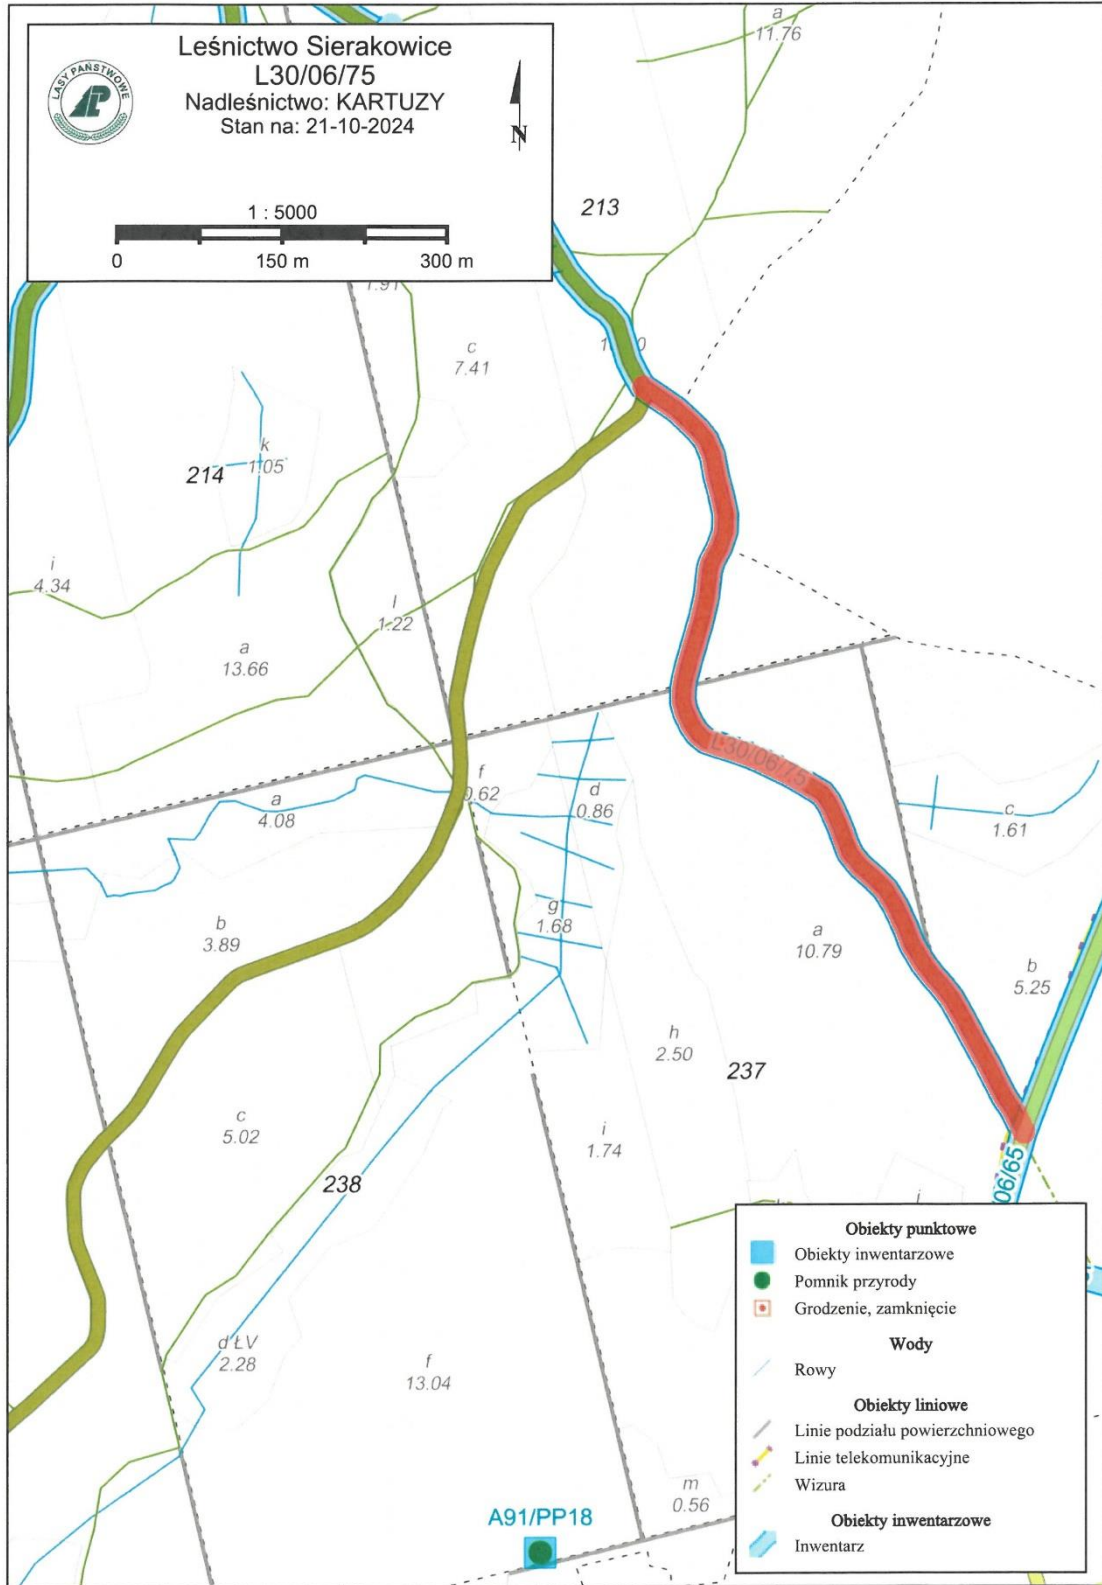 Leśnictwo Sierakowice
L30/06/75
Nadleśnictwo: KARTUZY
Stan na: 21-10-2024
LASY PAŃSTWOWE
N
1 : 5000
0 150 m 300 m
a
11.76
213
1.91
c
7.41
k
1.05
214
i
4.34
l
1.22
a
13.66
L30/06/75
f
0.62
d
0.86
a
4.08
c
1.61
g
1.68
b
3.89
a
10.79
b
5.25
h
2.50
237
c
5.02
i
1.74
238
06/65
d ŁV
2.28
f
13.04
m
0.56
A91/PP18
Obiekty punktowe
Obiekty inwentarzowe
Pomnik przyrody
Grodzenie, zamknięcie
Wody
Rowy
Obiekty liniowe
Linie podziału powierzchniowego
Linie telekomunikacyjne
Wizura
Obiekty inwentarzowe
Inwentarz